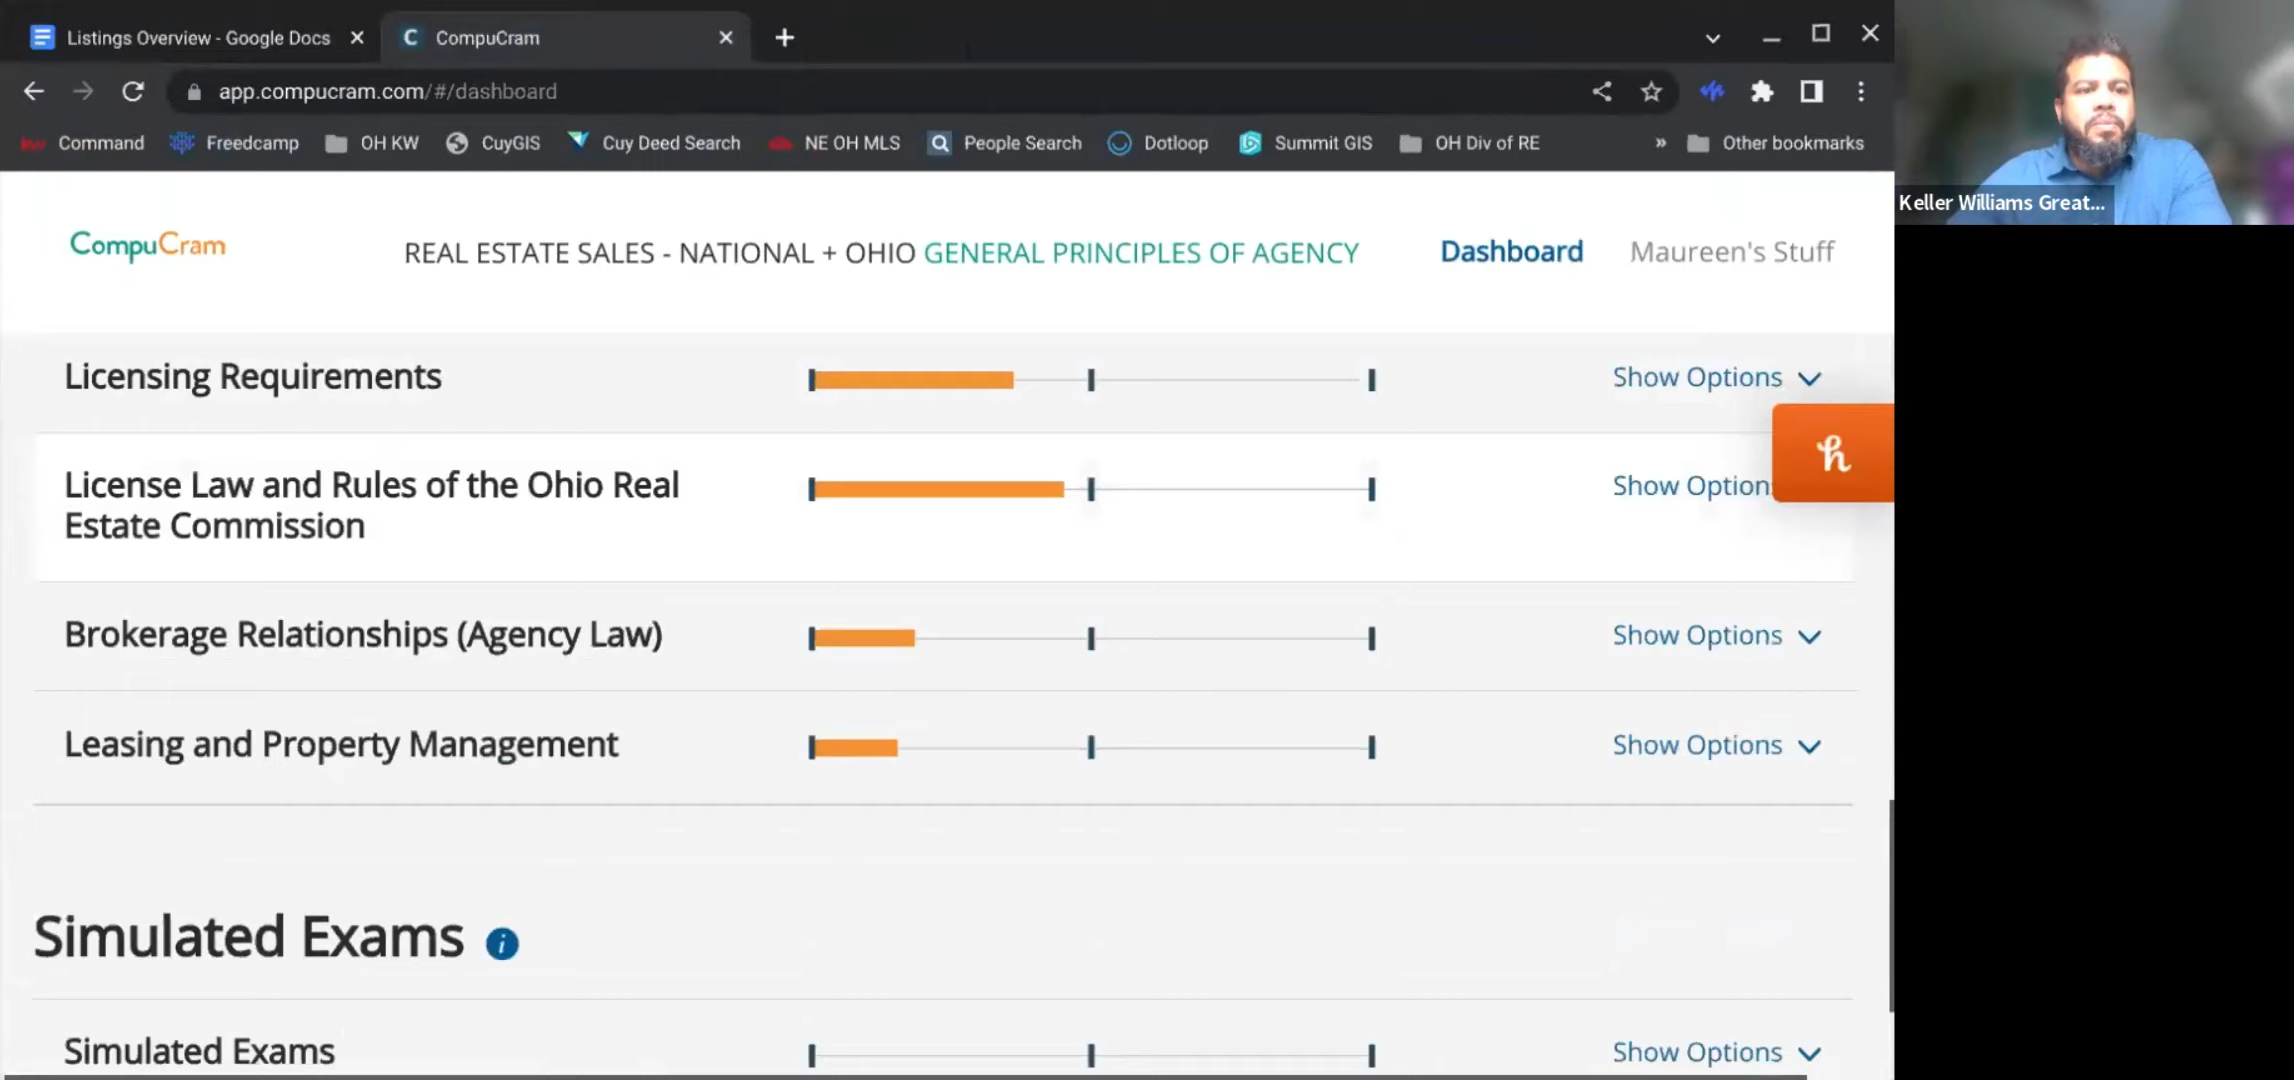 Listings Overview - Google Docs
CompuCram
app.compucram.com/#/dashboard
Command
Freedcamp
OH KW
CuyGIS
Cuy Deed Search
NE OH MLS
People Search
Dotloop
Summit GIS
OH Div of RE
»
Other bookmarks
Keller Williams Great...
CompuCram
REAL ESTATE SALES - NATIONAL + OHIO GENERAL PRINCIPLES OF AGENCY
Dashboard
Maureen's Stuff
Licensing Requirements
Show Options
License Law and Rules of the Ohio Real
Estate Commission
Show Option
Brokerage Relationships (Agency Law)
Show Options
Leasing and Property Management
Show Options
Simulated Exams
Simulated Exams
Show Options